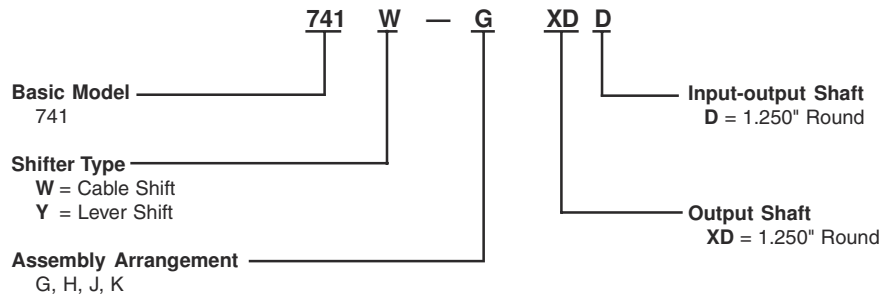 741 W — G XD D
Basic Model
741
Shifter Type
W = Cable Shift
Y = Lever Shift
Assembly Arrangement
G, H, J, K
Input-output Shaft
D = 1.250" Round
Output Shaft
XD = 1.250" Round